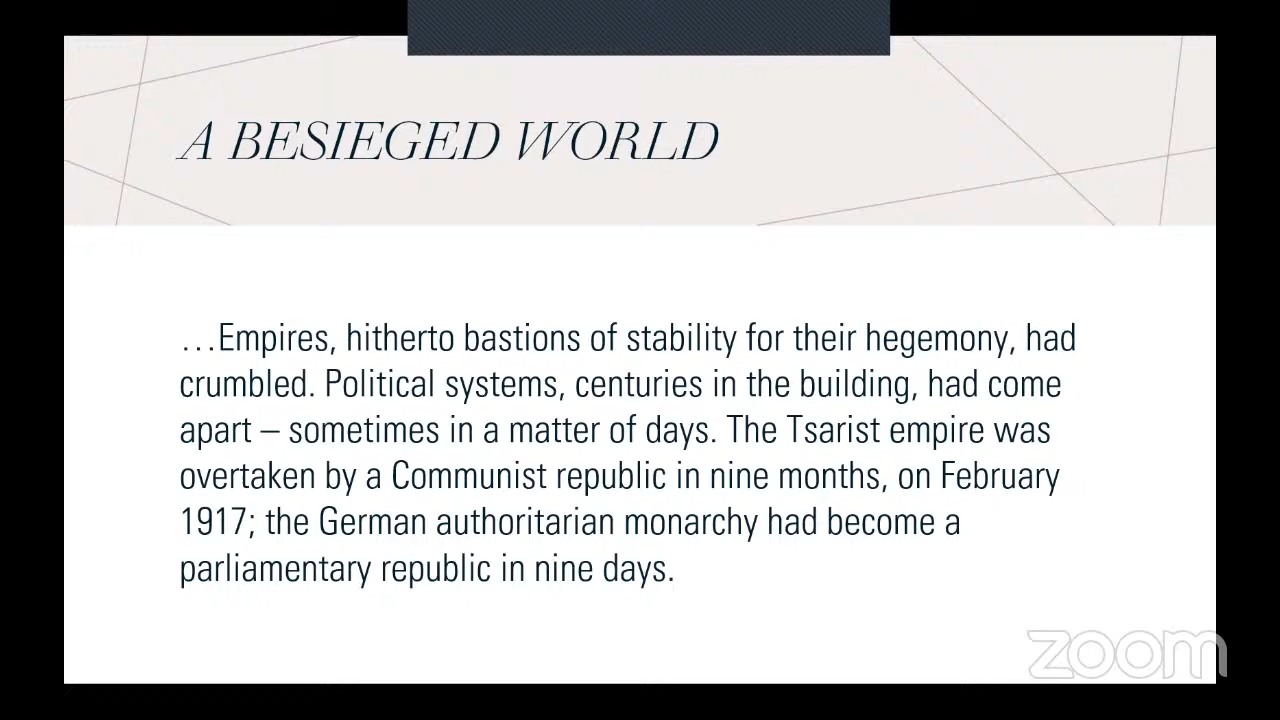 A BESIEGED WORLD
…Empires, hitherto bastions of stability for their hegemony, had
crumbled. Political systems, centuries in the building, had come
apart – sometimes in a matter of days. The Tsarist empire was
overtaken by a Communist republic in nine months, on February
1917; the German authoritarian monarchy had become a
parliamentary republic in nine days.
zoom